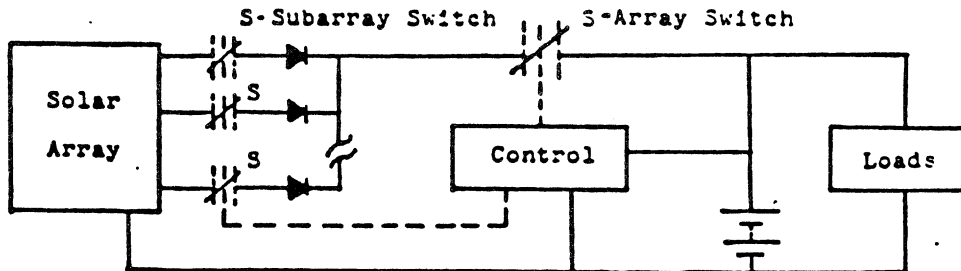 S-Subarray Switch
S-Array Switch
S
Solar
Array
S
Control
Loads